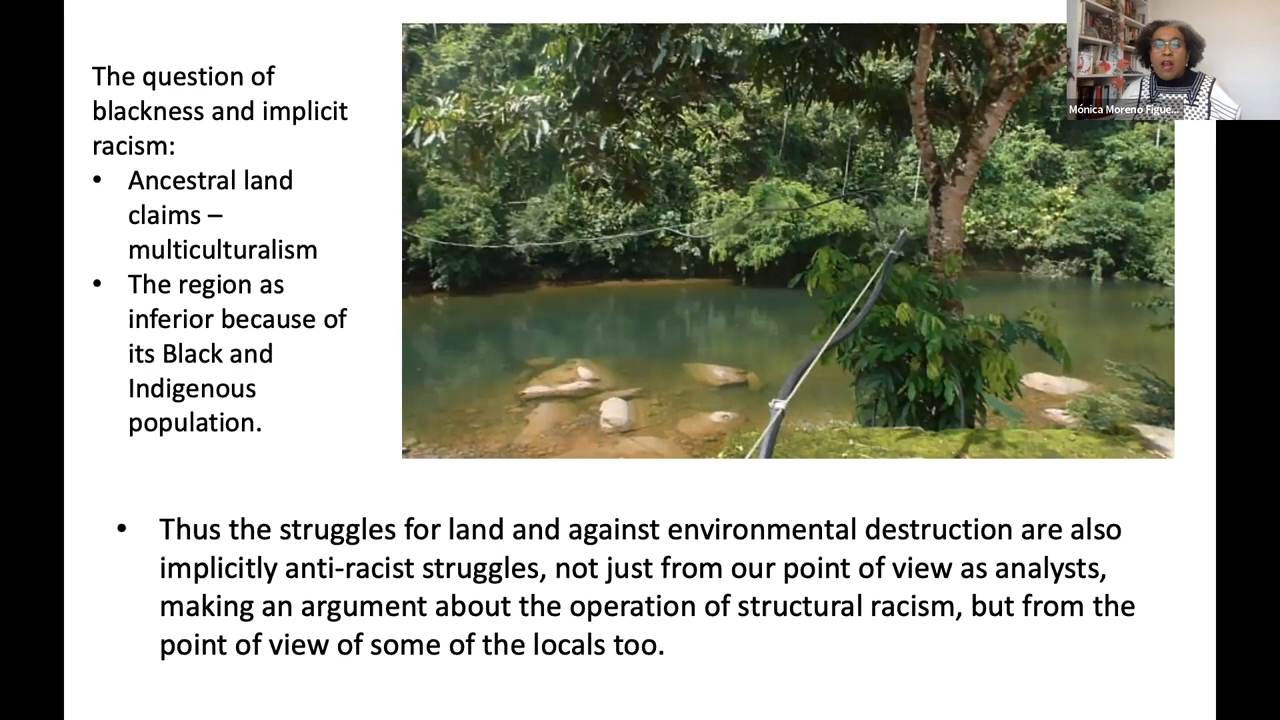 The question of
blackness and implicit
racism:
• Ancestral land
claims –
multiculturalism
• The region as
inferior because of
its Black and
Indigenous
population.
Mónica Moreno Figue...
• Thus the struggles for land and against environmental destruction are also
implicitly anti-racist struggles, not just from our point of view as analysts,
making an argument about the operation of structural racism, but from the
point of view of some of the locals too.